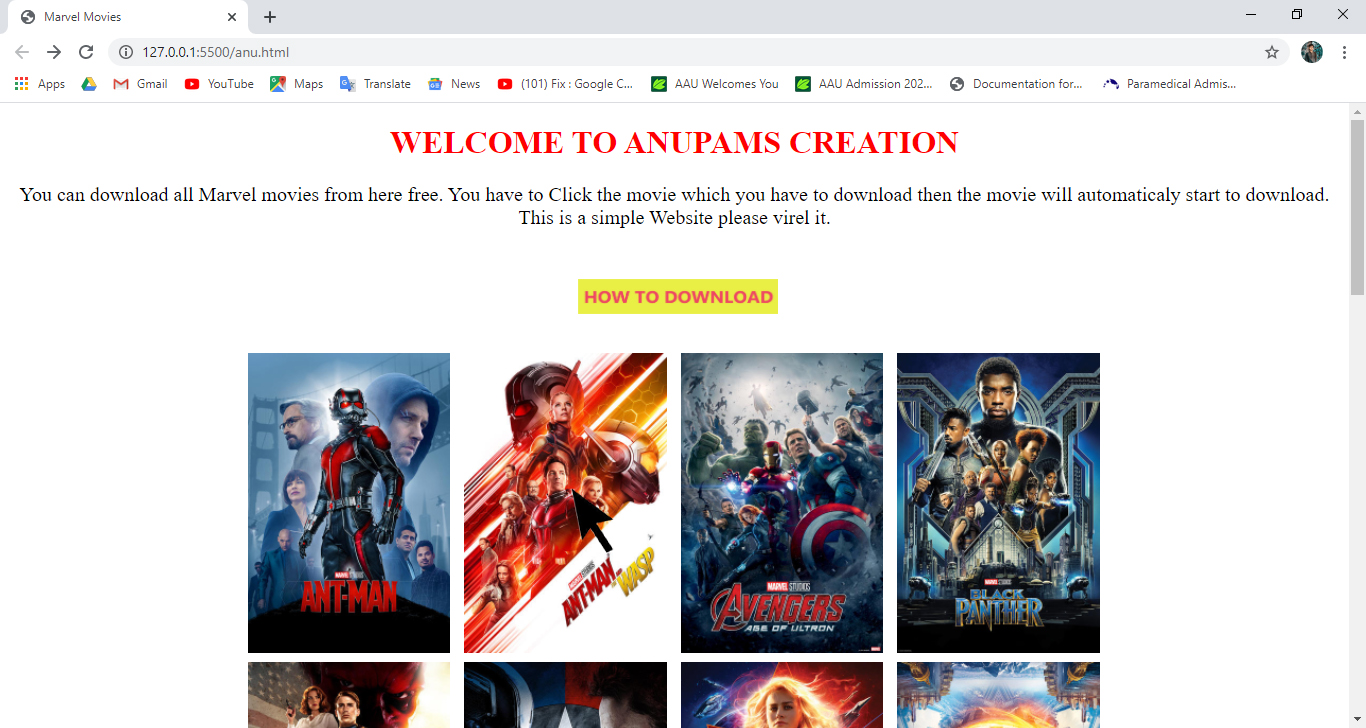 Marvel Movies
127.0.0.1:5500/anu.html
Apps Gmail YouTube Maps Translate News (101) Fix : Google C... AAU Welcomes You AAU Admission 202... Documentation for... Paramedical Admis...
WELCOME TO ANUPAMS CREATION
You can download all Marvel movies from here free. You have to Click the movie which you have to download then the movie will automaticaly start to download.
This is a simple Website please virel it.
HOW TO DOWNLOAD
MARVEL STUDIOS
ANT-MAN
MARVEL STUDIOS
ANT-MAN
WASP
MARVEL STUDIOS
AVENGERS
AGE OF ULTRON
MARVEL STUDIOS
BLACK
PANTHER